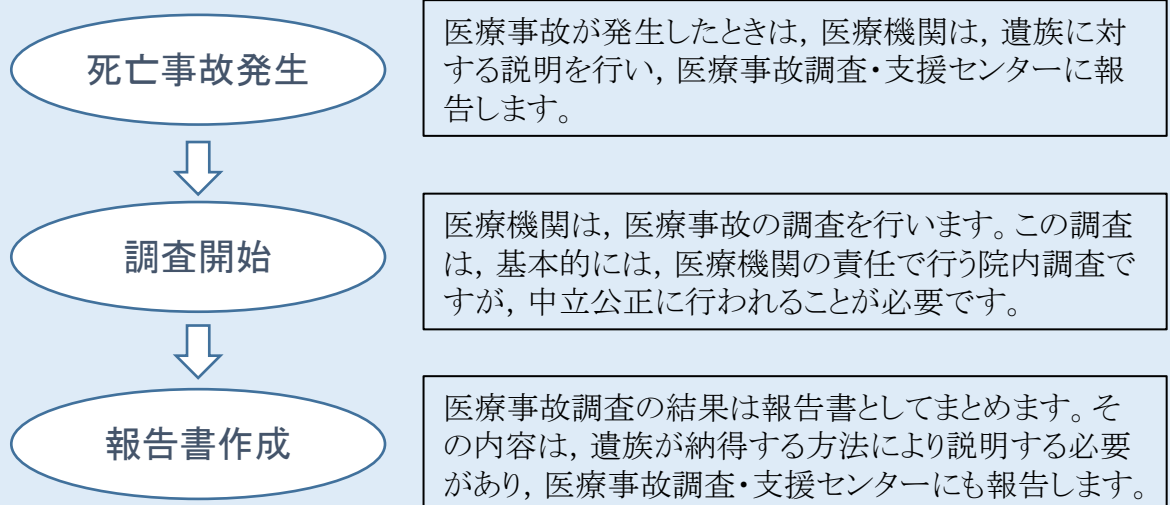 死亡事故発生
医療事故が発生したときは，医療機関は，遺族に対
する説明を行い，医療事故調査・支援センターに報
告します。
調査開始
医療機関は，医療事故の調査を行います。この調査
は，基本的には，医療機関の責任で行う院内調査で
すが，中立公正に行われることが必要です。
報告書作成
医療事故調査の結果は報告書としてまとめます。そ
の内容は，遺族が納得する方法により説明する必要
があり，医療事故調査・支援センターにも報告します。